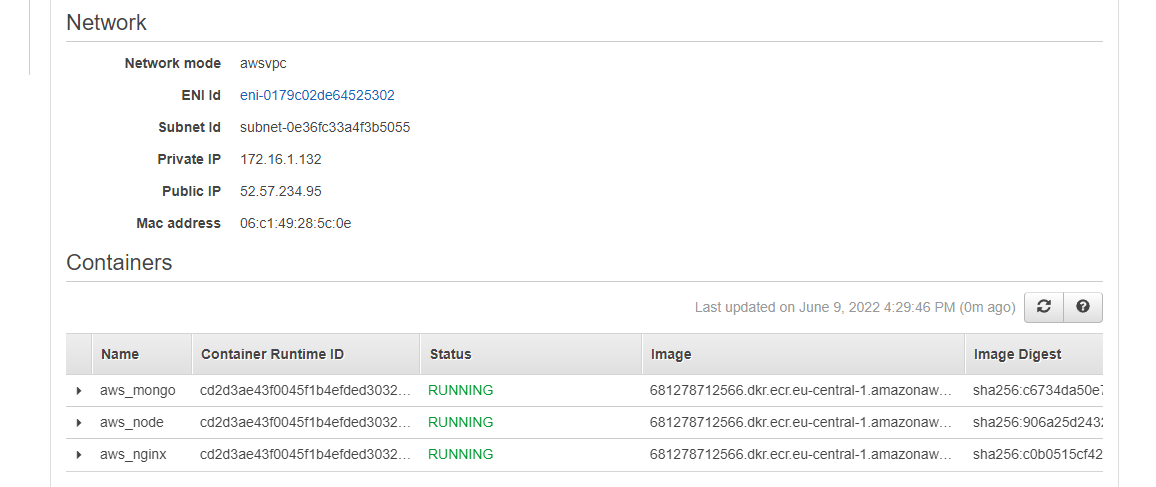 Network
Network mode awsvpc
ENI Id eni-0179c02de64525302
Subnet Id subnet-0e36fc33a4f3b5055
Private IP 172.16.1.132
Public IP 52.57.234.95
Mac address 06:c1:49:28:5c:0e
Containers
Last updated on June 9, 2022 4:29:46 PM (0m ago)
Name Container Runtime ID Status Image Image Digest
aws_mongo cd2d3ae43f0045f1b4efded3032... RUNNING 681278712566.dkr.ecr.eu-central-1.amazonaw... sha256:c6734da50e7
aws_node cd2d3ae43f0045f1b4efded3032... RUNNING 681278712566.dkr.ecr.eu-central-1.amazonaw... sha256:906a25d2432
aws_nginx cd2d3ae43f0045f1b4efded3032... RUNNING 681278712566.dkr.ecr.eu-central-1.amazonaw... sha256:c0b0515cf42